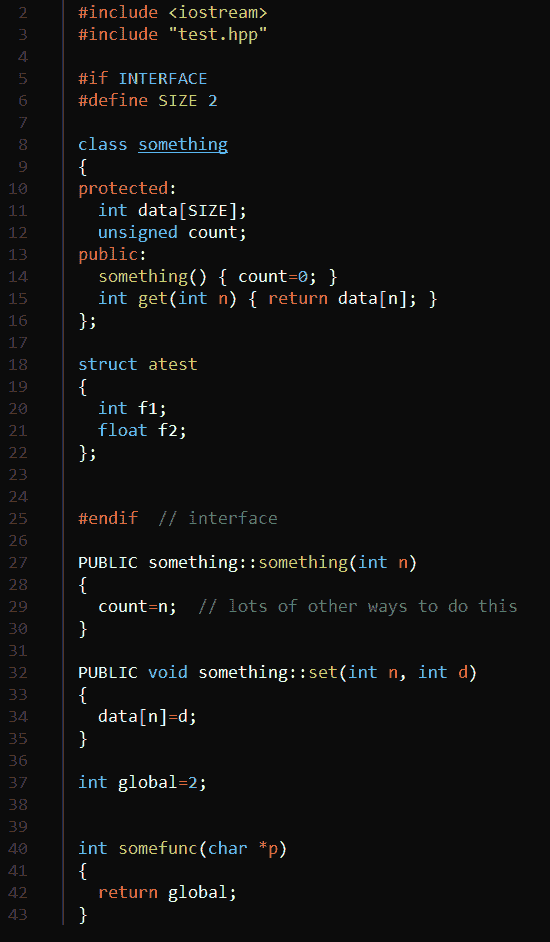 2 #include <iostream>
3 #include "test.hpp"
4
5 #if INTERFACE
6 #define SIZE 2
7
8 class something
9 {
10 protected:
11   int data[SIZE];
12   unsigned count;
13 public:
14   something() { count=0; }
15   int get(int n) { return data[n]; }
16 };
17
18 struct atest
19 {
20   int f1;
21   float f2;
22 };
23
24
25 #endif  // interface
26
27 PUBLIC something::something(int n)
28 {
29   count=n;  // lots of other ways to do this
30 }
31
32 PUBLIC void something::set(int n, int d)
33 {
34   data[n]=d;
35 }
36
37 int global=2;
38
39
40 int somefunc(char *p)
41 {
42   return global;
43 }